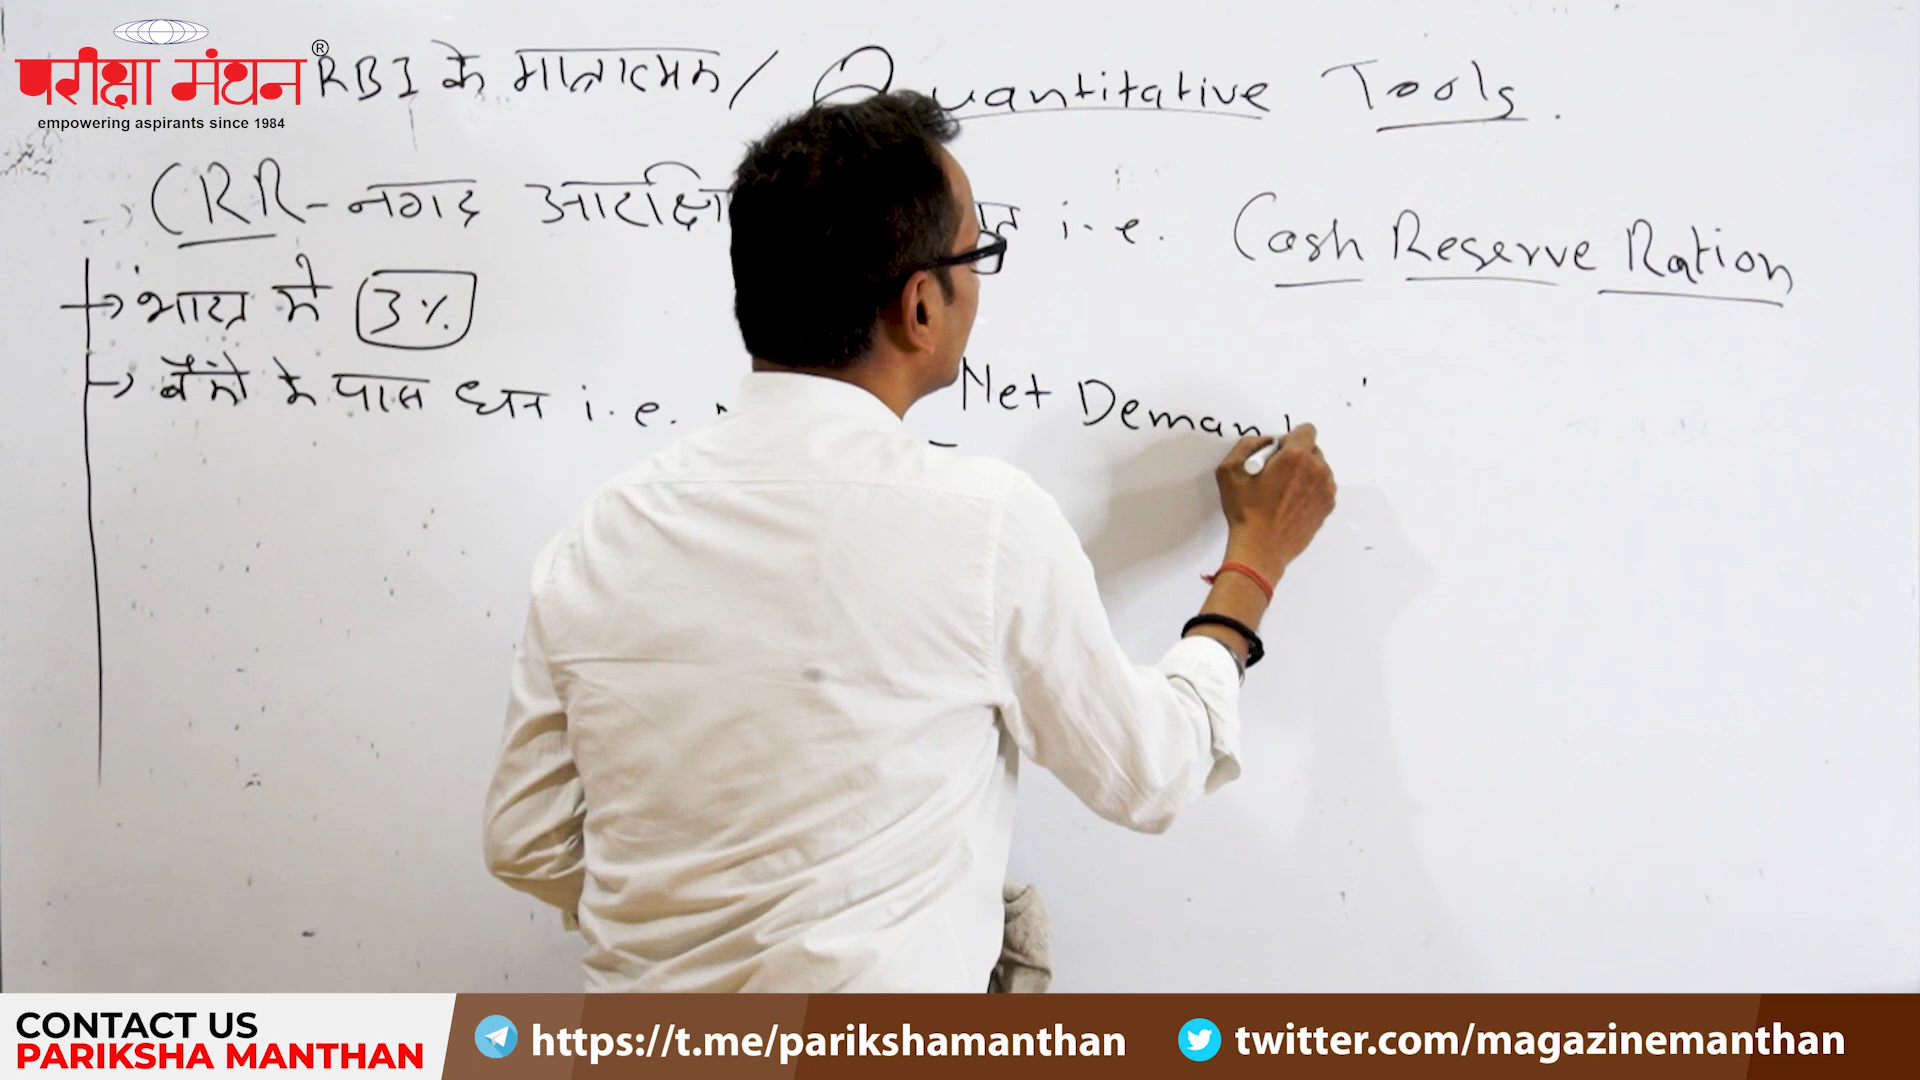 परीक्षा मंथन ®
empowering aspirants since 1984
RBI के मात्रात्मक / Quantitative Tools.
→ CRR - नगद आरक्षि i.e. Cash Reserve Ration
→ भारत में 3%
→ बैंको के पास धन i.e. Net Demand
CONTACT US
PARIKSHA MANTHAN
https://t.me/parikshamanthan
twitter.com/magazinemanthan